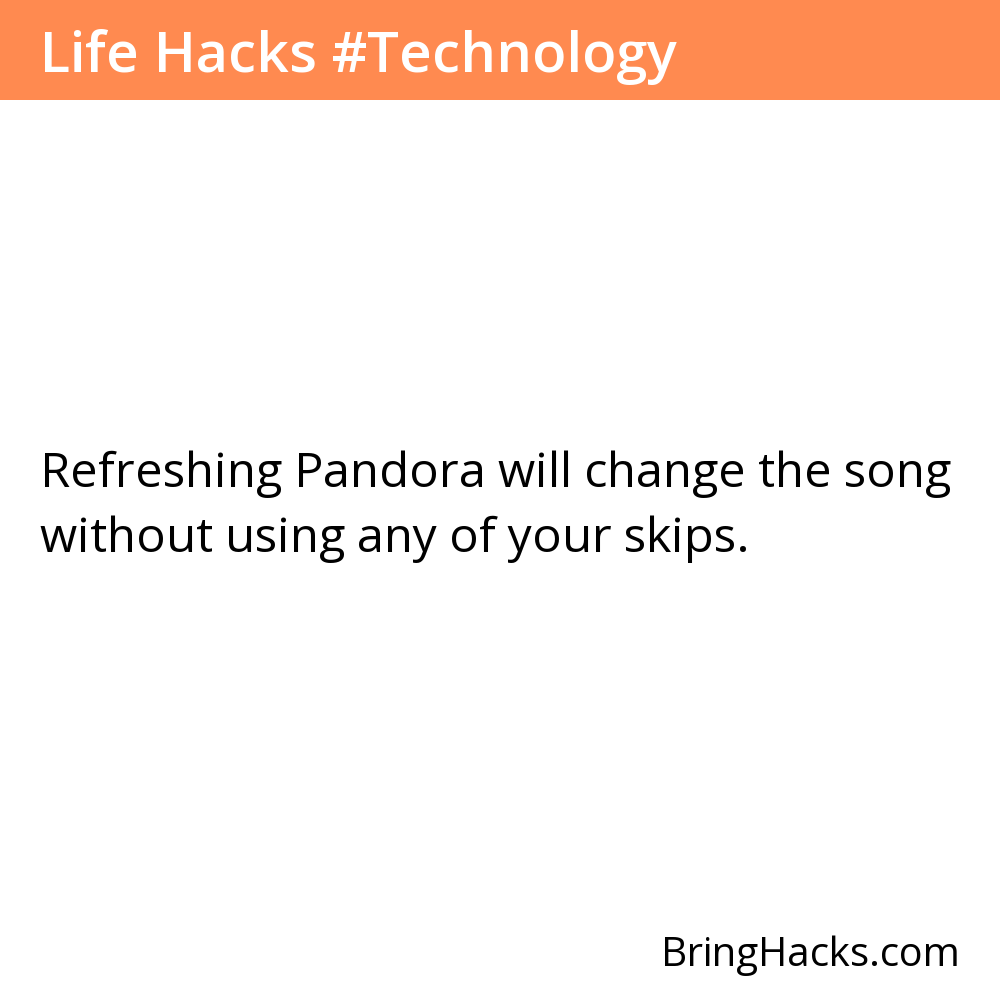 Life Hacks #Technology
Refreshing Pandora will change the song
without using any of your skips.
BringHacks.com